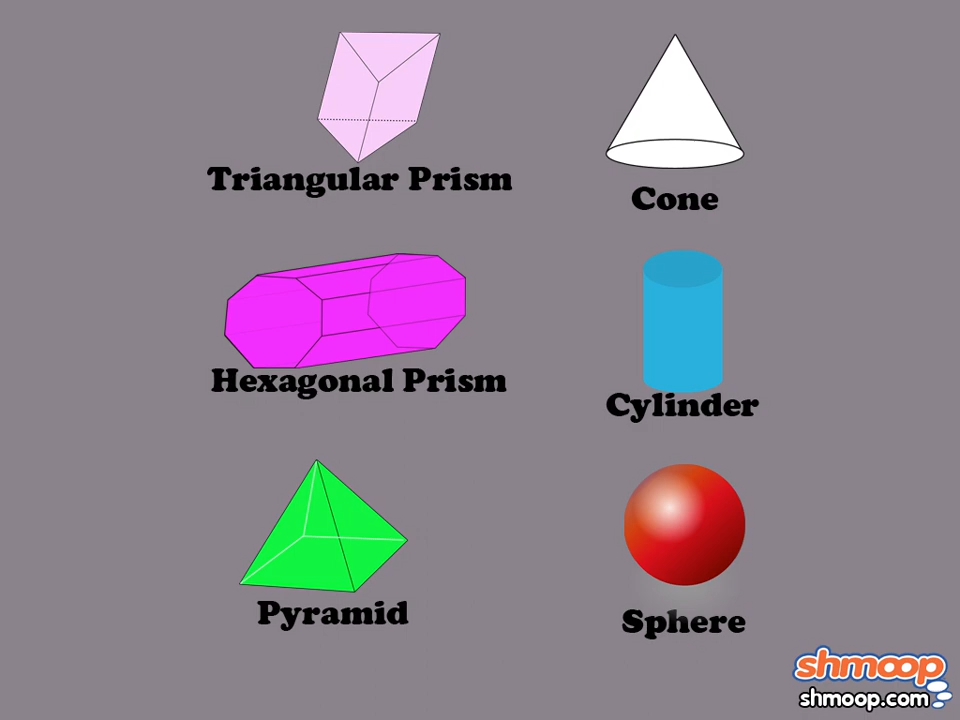 Triangular Prism
Cone
Hexagonal Prism
Cylinder
Pyramid
Sphere
shmoop
shmoop.com